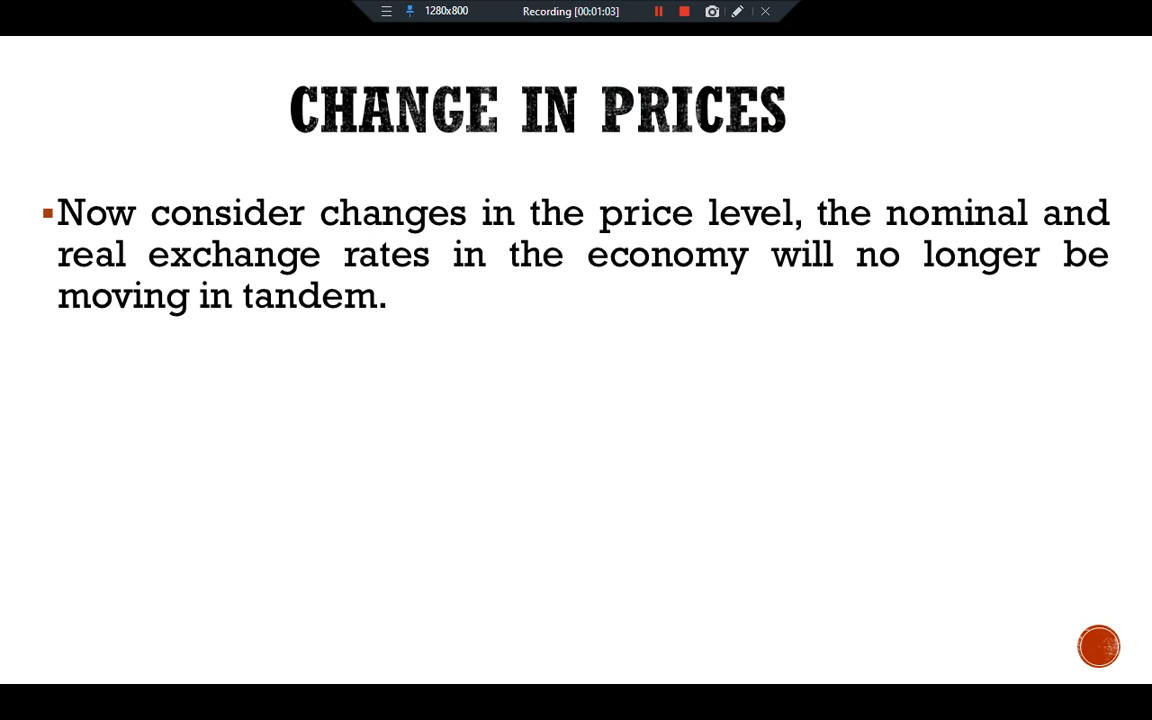 1280x800 Recording [00:01:03]
CHANGE IN PRICES
▪Now consider changes in the price level, the nominal and
real exchange rates in the economy will no longer be
moving in tandem.